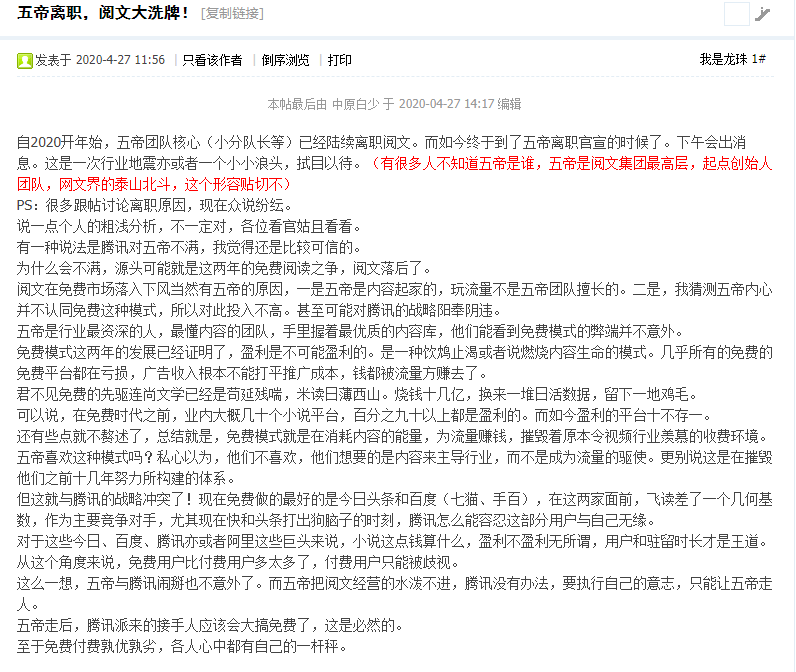 五帝离职，阅文大洗牌！ [复制链接]
发表于 2020-4-27 11:56 |只看该作者 |倒序浏览 |打印 我是龙珠 1#
本帖最后由 中原白少 于 2020-04-27 14:17 编辑
自2020开年始，五帝团队核心（小分队长等）已经陆续离职阅文。而如今终于到了五帝离职官宣的时候了。下午会出消
息。这是一次行业地震亦或者一个小小浪头，拭目以待。（有很多人不知道五帝是谁，五帝是阅文集团最高层，起点创始人
团队，网文界的泰山北斗，这个形容贴切不）
PS：很多跟帖讨论离职原因，现在众说纷纭。
说一点个人的粗浅分析，不一定对，各位看官姑且看看。
有一种说法是腾讯对五帝不满，我觉得还是比较可信的。
为什么会不满，源头可能就是这两年的免费阅读之争，阅文落后了。
阅文在免费市场落入下风当然有五帝的原因，一是五帝是内容起家的，玩流量不是五帝团队擅长的。二是，我猜测五帝内心
并不认同免费这种模式，所以对此投入不高。甚至可能对腾讯的战略阳奉阴违。
五帝是行业最资深的人，最懂内容的团队，手里握着最优质的内容库，他们能看到免费模式的弊端并不意外。
免费模式这两年的发展已经证明了，盈利是不可能盈利的。是一种饮鸩止渴或者说燃烧内容生命的模式。几乎所有的免费的
免费平台都在亏损，广告收入根本不能打平推广成本，钱都被流量方赚去了。
君不见免费的先驱连尚文学已经是苟延残喘，米读日薄西山。烧钱十几亿，换来一堆日活数据，留下一地鸡毛。
可以说，在免费时代之前，业内大概几十个小说平台，百分之九十以上都是盈利的。而如今盈利的平台十不存一。
还有些点就不赘述了，总结就是，免费模式就是在消耗内容的能量，为流量赚钱，摧毁着原本令视频行业羡慕的收费环境。
五帝喜欢这种模式吗？私心以为，他们不喜欢，他们想要的是内容来主导行业，而不是成为流量的驱使。更别说这是在摧毁
他们之前十几年努力所构建的体系。
但这就与腾讯的战略冲突了！现在免费做的最好的是今日头条和百度（七猫、手百），在这两家面前，飞读差了一个几何基
数，作为主要竞争对手，尤其现在快和头条打出狗脑子的时刻，腾讯怎么能容忍这部分用户与自己无缘。
对于这些今日、百度、腾讯亦或者阿里这些巨头来说，小说这点钱算什么，盈利不盈利无所谓，用户和驻留时长才是王道。
从这个角度来说，免费用户比付费用户多太多了，付费用户只能被歧视。
这么一想，五帝与腾讯闹掰也不意外了。而五帝把阅文经营的水泼不进，腾讯没有办法，要执行自己的意志，只能让五帝走
人。
五帝走后，腾讯派来的接手人应该会大搞免费了，这是必然的。
至于免费付费孰优孰劣，各人心中都有自己的一杆秤。